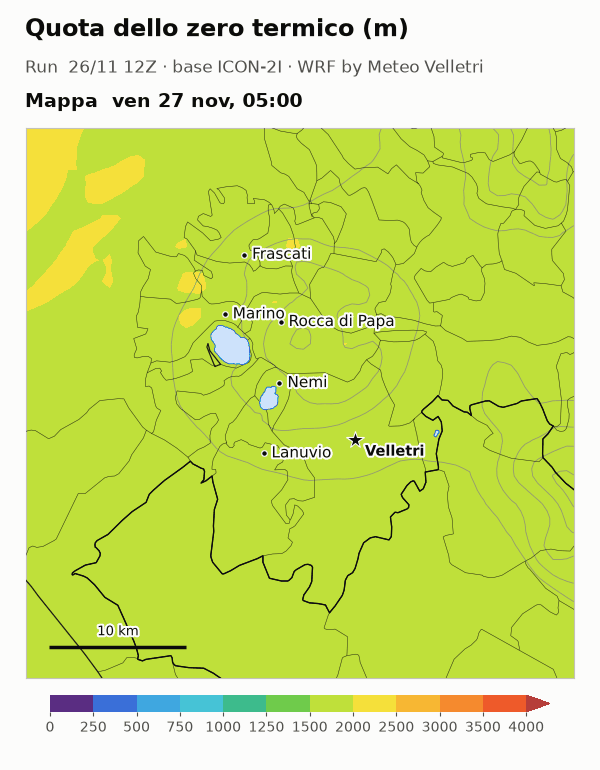 Quota dello zero termico (m)
Run 26/11 12Z · base ICON-2I · WRF by Meteo Velletri
Mappa ven 27 nov, 05:00
Frascati
Marino
Rocca di Papa
Nemi
Velletri
Lanuvio
10 km
0 250 500 750 1000 1250 1500 2000 2500 3000 3500 4000